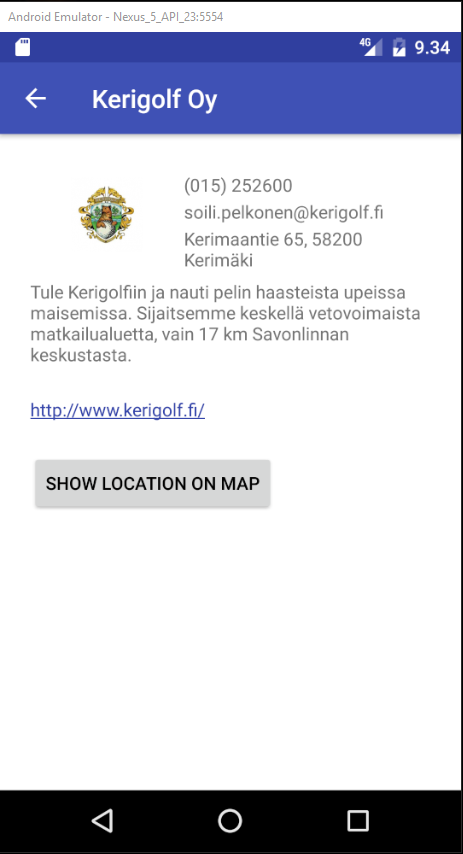 Android Emulator - Nexus_5_API_23:5554
4G
9.34
Kerigolf Oy
(015) 252600
soili.pelkonen@kerigolf.fi
Kerimaantie 65, 58200
Kerimäki
Tule Kerigolfiin ja nauti pelin haasteista upeissa
maisemissa. Sijaitsemme keskellä vetovoimaista
matkailualuetta, vain 17 km Savonlinnan
keskustasta.
http://www.kerigolf.fi/
SHOW LOCATION ON MAP